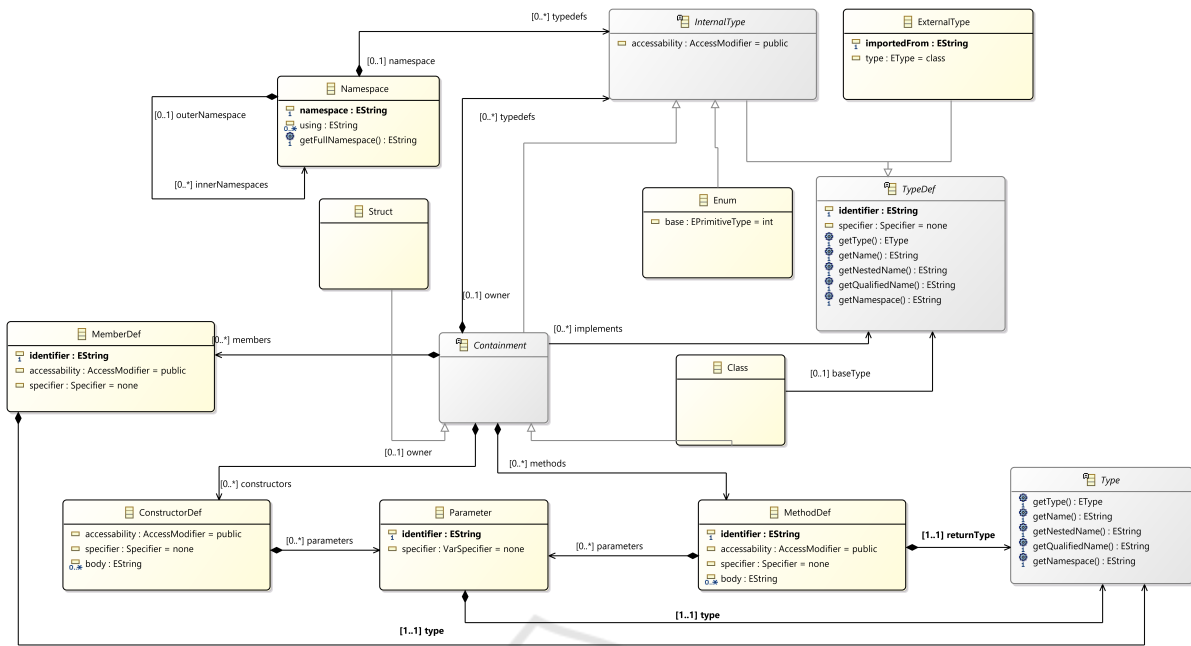 [0..*] typedefs
InternalType
accessability : AccessModifier = public
ExternalType
importedFrom : EString
type : EType = class
[0..1] namespace
Namespace
namespace : EString
0..* using : EString
getFullNamespace() : EString
[0..1] outerNamespace
[0..*] innerNamespaces
[0..*] typedefs
Enum
base : EPrimitiveType = int
TypeDef
identifier : EString
specifier : Specifier = none
getType() : EType
getName() : EString
getNestedName() : EString
getQualifiedName() : EString
getNamespace() : EString
Struct
[0..1] owner
MemberDef
identifier : EString
accessability : AccessModifier = public
specifier : Specifier = none
[0..*] members
Containment
[0..*] implements
Class
[0..1] baseType
[0..1] owner
[0..*] constructors
[0..*] methods
ConstructorDef
accessability : AccessModifier = public
specifier : Specifier = none
0..* body : EString
[0..*] parameters
Parameter
identifier : EString
specifier : VarSpecifier = none
[0..*] parameters
MethodDef
identifier : EString
accessability : AccessModifier = public
specifier : Specifier = none
0..* body : EString
[1..1] returnType
Type
getType() : EType
getName() : EString
getNestedName() : EString
getQualifiedName() : EString
getNamespace() : EString
[1..1] type
[1..1] type